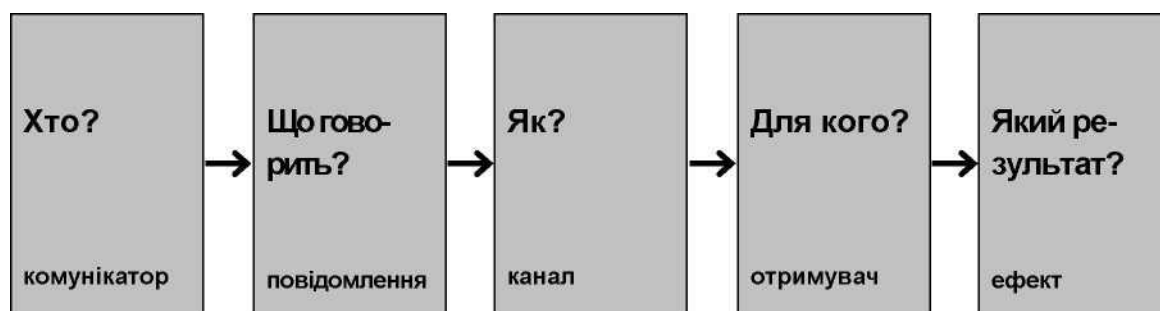 Хто?
комунікатор
Що гово-
рить?
повідомлення
Як?
канал
Для кого?
отримувач
Який ре-
зультат?
ефект